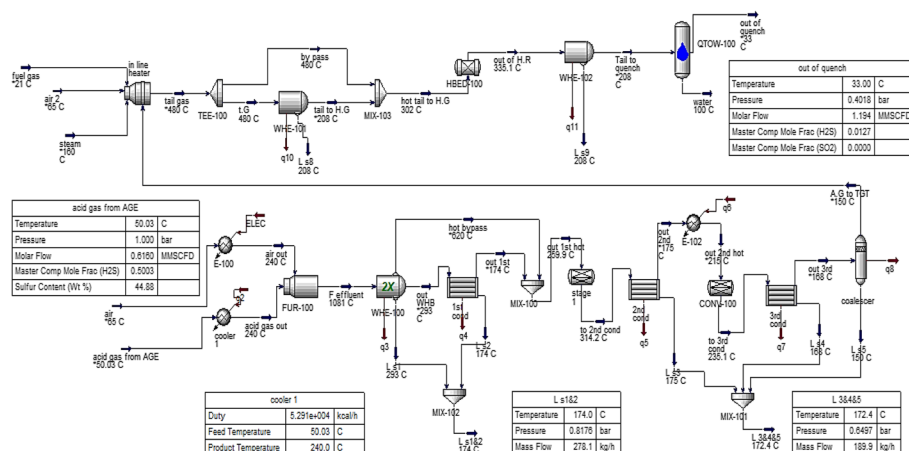 fuel gas
*21 C
air 2
*65 C
steam
*160
C
in line
heater
tail gas
*480 C
TEE-100
by pass
480 C
t.G
480 C
WHE-101
q10
L s8
208 C
tail to H.G
*208 C
MIX-103
hot tail to H.G
302 C
HBED-100
out of H.R
335.1 C
WHE-102
q11
L s9
208 C
Tail to
quench
*208
C
QTOW-100
out of
quench
*33
C
water
100 C
out of quench
Temperature 33.00 C
Pressure 0.4018 bar
Molar Flow 1.194 MMSCFD
Master Comp Mole Frac (H2S) 0.0127
Master Comp Mole Frac (SO2) 0.0000
acid gas from AGE
Temperature 50.03 C
Pressure 1.000 bar
Molar Flow 0.6160 MMSCFD
Master Comp Mole Frac (H2S) 0.5003
Sulfur Content (Wt %) 44.88
air
*65 C
acid gas from AGE
*50.03 C
ELEC
E-100
air out
240 C
cooler
1
acid gas out
240 C
FUR-100
F effluent
1081 C
2X
WHE-100
q3
L s1
293 C
hot bypass
*620 C
out
WHB
*293
C
1st
cond
q4
L s2
174 C
out 1st
*174 C
MIX-100
MIX-102
L s1&2
174 C
out 1st hot
269.9 C
stage
1
to 2nd cond
314.2 C
2nd
cond
q5
L s3
175 C
out
2nd
*175
C
q6
E-102
out 2nd hot
*215 C
CONV-100
to 3rd
cond
235.1 C
3rd
cond
q7
L s4
168 C
out 3rd
*168 C
A.G to TGT
*150 C
q8
coalescer
L s5
150 C
MIX-101
L 3&4&5
172.4 C
cooler 1
Duty 5.291e+004 kcal/h
Feed Temperature 50.03 C
Product Temperature 240.0 C
L s1&2
Temperature 174.0 C
Pressure 0.8176 bar
Mass Flow 278.1 kg/h
L 3&4&5
Temperature 172.4 C
Pressure 0.6497 bar
Mass Flow 189.9 kg/h